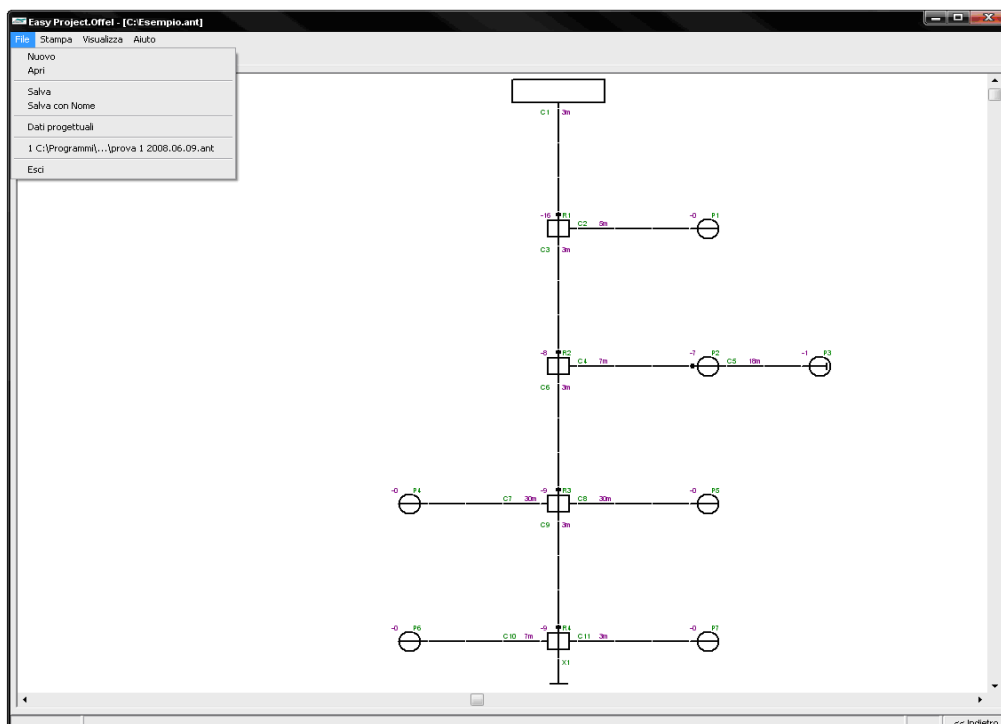 Easy Project.Offel - [C:\Esempio.ant]
File Stampa Visualizza Aiuto
Nuovo
Apri
Salva
Salva con Nome
Dati progettuali
1 C:\Programmi\...\prova 1 2008.06.09.ant
Esci
C1 3m
-16 R1 C2 6m -0 P1
C3 3m
-8 R2 C4 7m -7 P2 C5 18m -1 P3
C6 3m
-0 P4 C7 30m -9 R3 C8 30m -0 P5
C9 3m
-0 P6 C10 7m -9 R4 C11 3m -0 P7
X1
<< Indietro